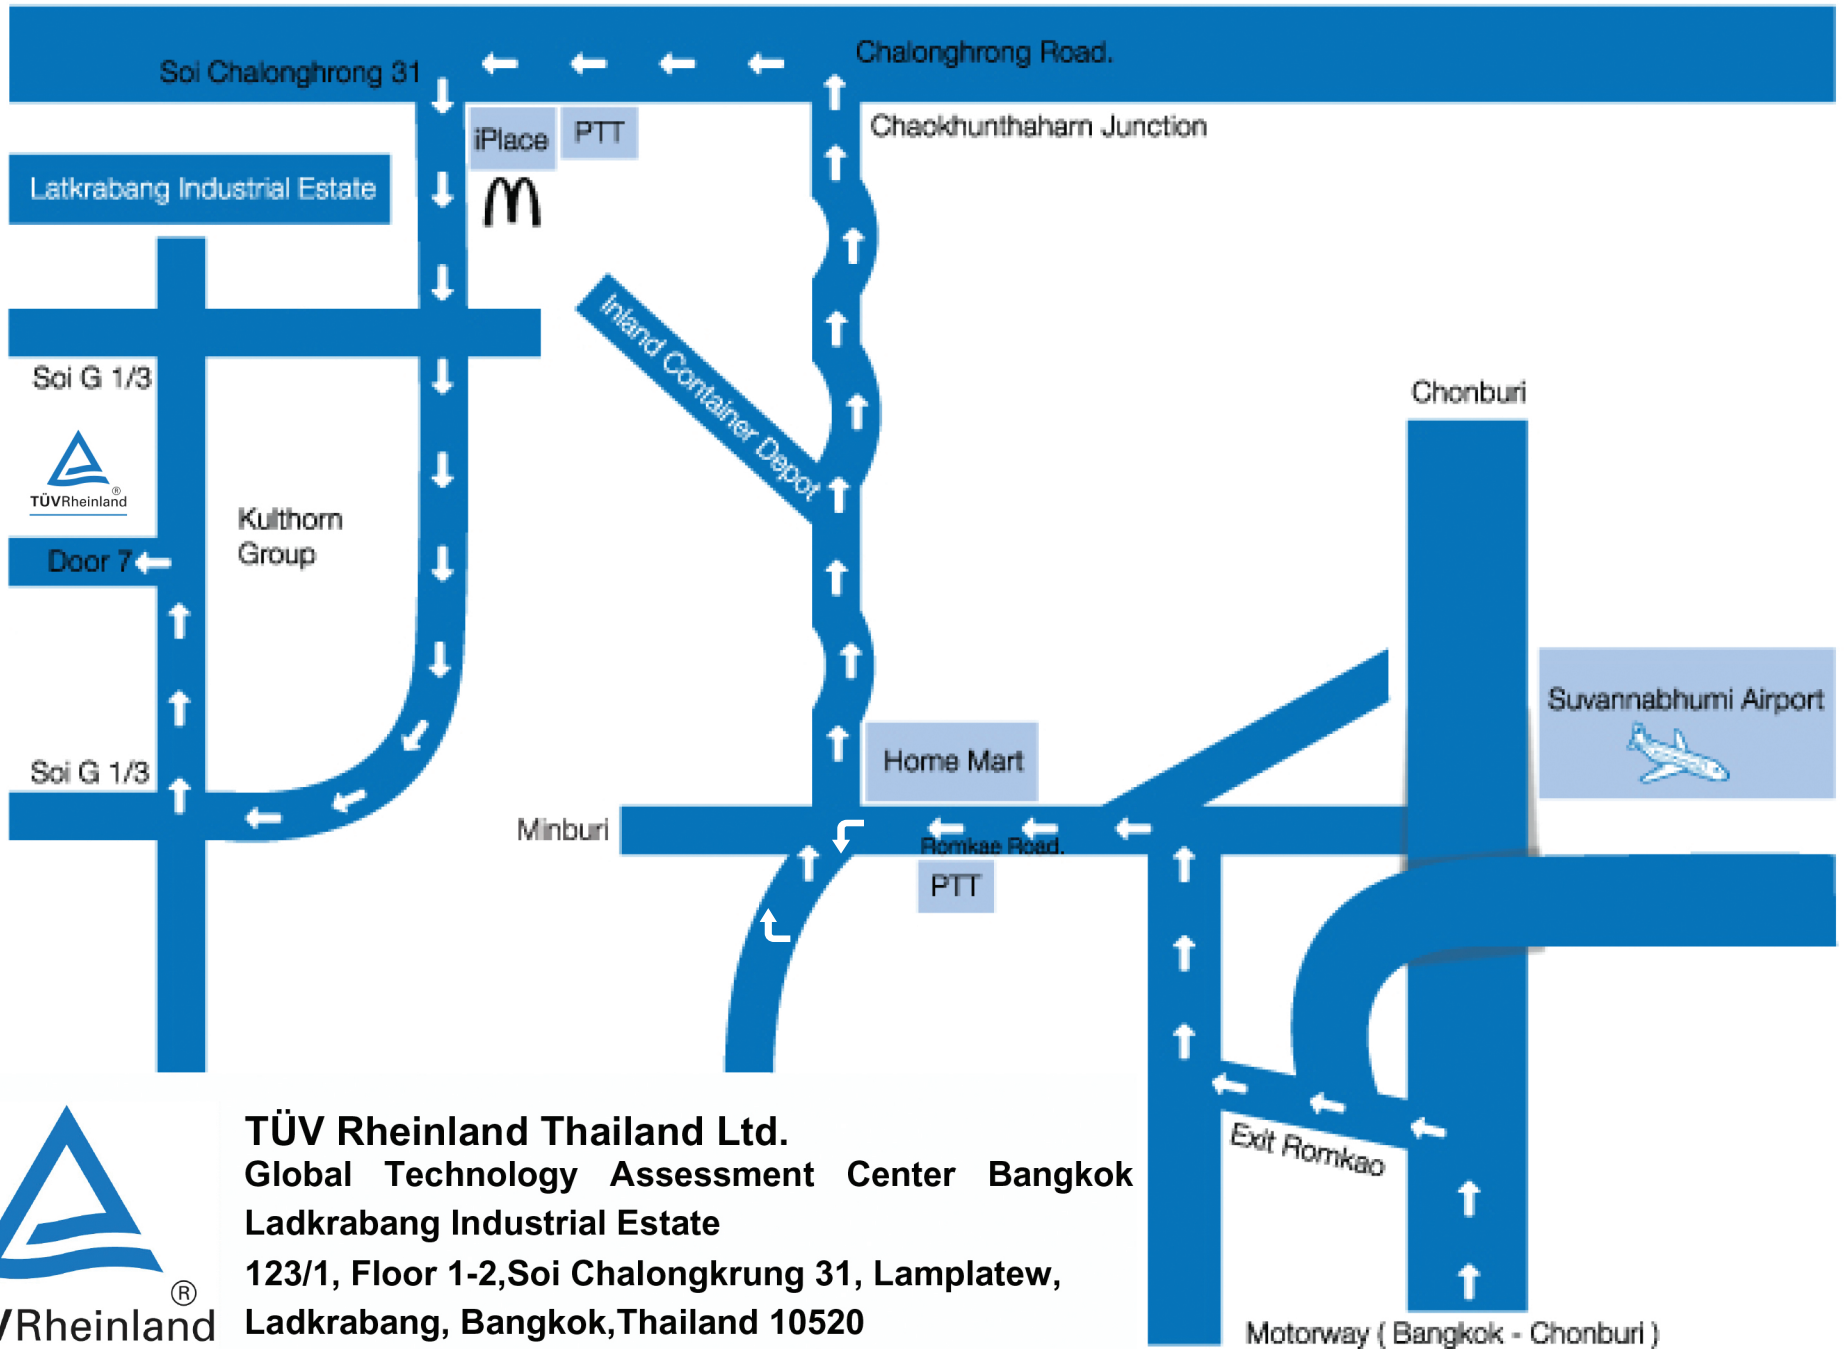 Chalonghrong Road.
Soi Chalonghrong 31
Chaokhunthaharn Junction
iPlace
PTT
Latkrabang Industrial Estate
Inland Container Depot
Soi G 1/3
Chonburi
TÜVRheinland
®
Kulthorn
Group
Door 7
Suvannabhumi Airport
Home Mart
Soi G 1/3
Minburi
Romkae Road.
PTT
Exit Romkao
TÜV Rheinland Thailand Ltd.
Global Technology Assessment Center Bangkok
Ladkrabang Industrial Estate
123/1, Floor 1-2,Soi Chalongkrung 31, Lamplatew,
Ladkrabang, Bangkok,Thailand 10520
®
VRheinland
Motorway ( Bangkok - Chonburi )